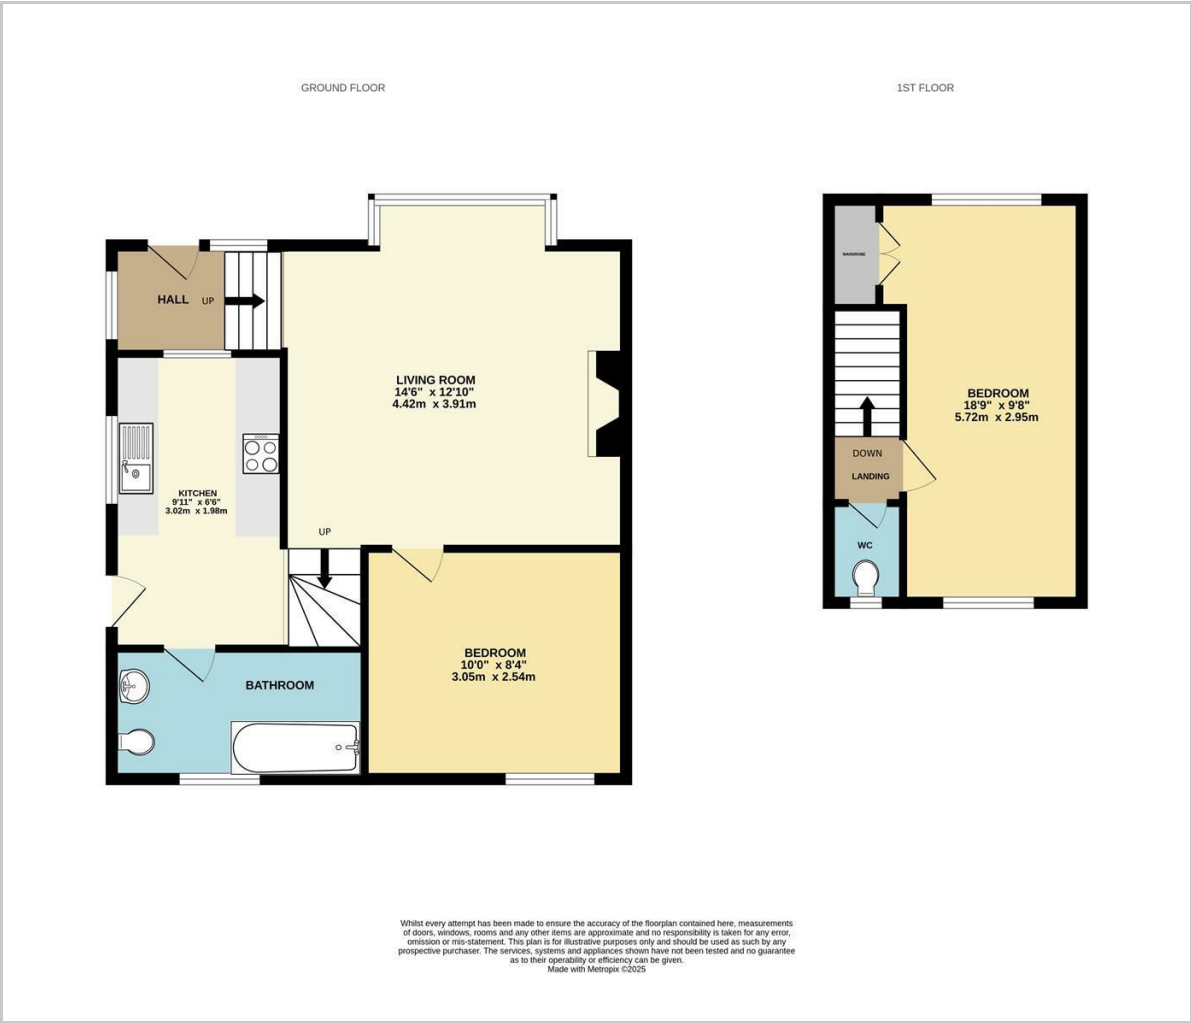 GROUND FLOOR
1ST FLOOR
HALL
UP
LIVING ROOM
14'6" x 12'10"
4.42m x 3.91m
KITCHEN
9'11" x 6'6"
3.02m x 1.98m
UP
BATHROOM
BEDROOM
10'0" x 8'4"
3.05m x 2.54m
WARDROBE
BEDROOM
18'9" x 9'8"
5.72m x 2.95m
DOWN
LANDING
WC
Whilst every attempt has been made to ensure the accuracy of the floorplan contained here, measurements
of doors, windows, rooms and any other items are approximate and no responsibility is taken for any error,
omission or mis-statement. This plan is for illustrative purposes only and should be used as such by any
prospective purchaser. The services, systems and appliances shown have not been tested and no guarantee
as to their operability or efficiency can be given.
Made with Metropix ©2025